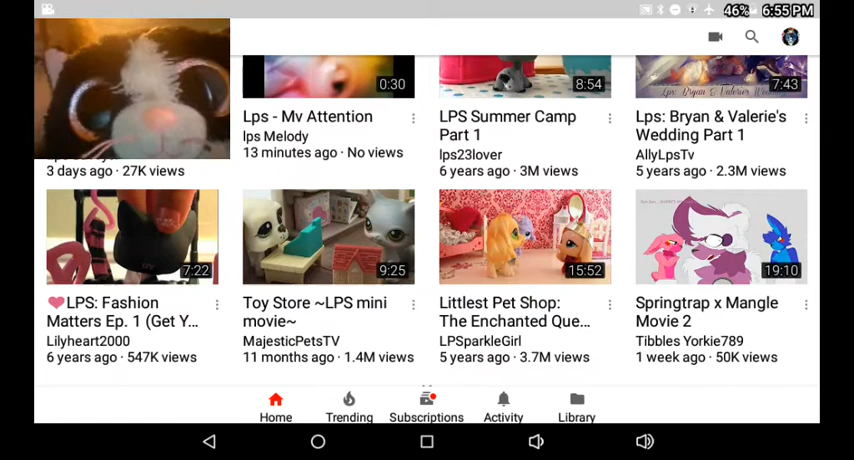 46% 6:55 PM
0:30
8:54
7:43
Lps - Mv Attention
lps Melody
13 minutes ago · No views
LPS Summer Camp
Part 1
lps23lover
6 years ago · 3M views
Lps: Bryan & Valerie's
Wedding Part 1
AllyLpsTv
5 years ago · 2.3M views
3 days ago · 27K views
7:22
9:25
15:52
19:10
❤LPS: Fashion
Matters Ep. 1 (Get Y...
Lilyheart2000
6 years ago · 547K views
Toy Store ~LPS mini
movie~
MajesticPetsTV
11 months ago · 1.4M views
Littlest Pet Shop:
The Enchanted Que...
LPSparkleGirl
5 years ago · 3.7M views
Springtrap x Mangle
Movie 2
Tibbles Yorkie789
1 week ago · 50K views
Home Trending Subscriptions Activity Library